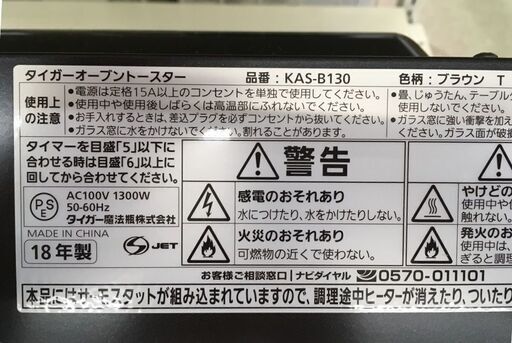 タイガーオーブントースター 品番：KAS-B130 色柄：ブラウン T
使用上の注意
•電源は定格15A以上のコンセントを単独で使用してください。
•使用中や使用後しばらくは高温部にふれないでください。
•お手入れするときは、差込プラグを必ずコンセントから抜いてください。
•ガラス窓に水をかけないでください。割れることがあります。
•畳、じゅうたん、テーブルク
使用しないでください。
•ガラス窓に強い衝撃を加え
ください。ガラス面が破損
タイマーを目盛「5」以下に
合わせる時は目盛「6」以上に
回してから合わせてください。
PSE
AC100V 1300W
50-60Hz
タイガー魔法瓶株式会社
MADE IN CHINA
18年製
S JET
警告
感電のおそれあり
水につけたり、水をかけたりしない。
火災のおそれあり
可燃物の近くで使わない。
やけどの
使用中や
触れない。
発火のお
ぎると調理
お客様ご相談窓口 ナビダイヤル 0570-011101
本品にはサーモスタットが組み込まれていますので、調理途中ヒーターが消えたり、ついたり